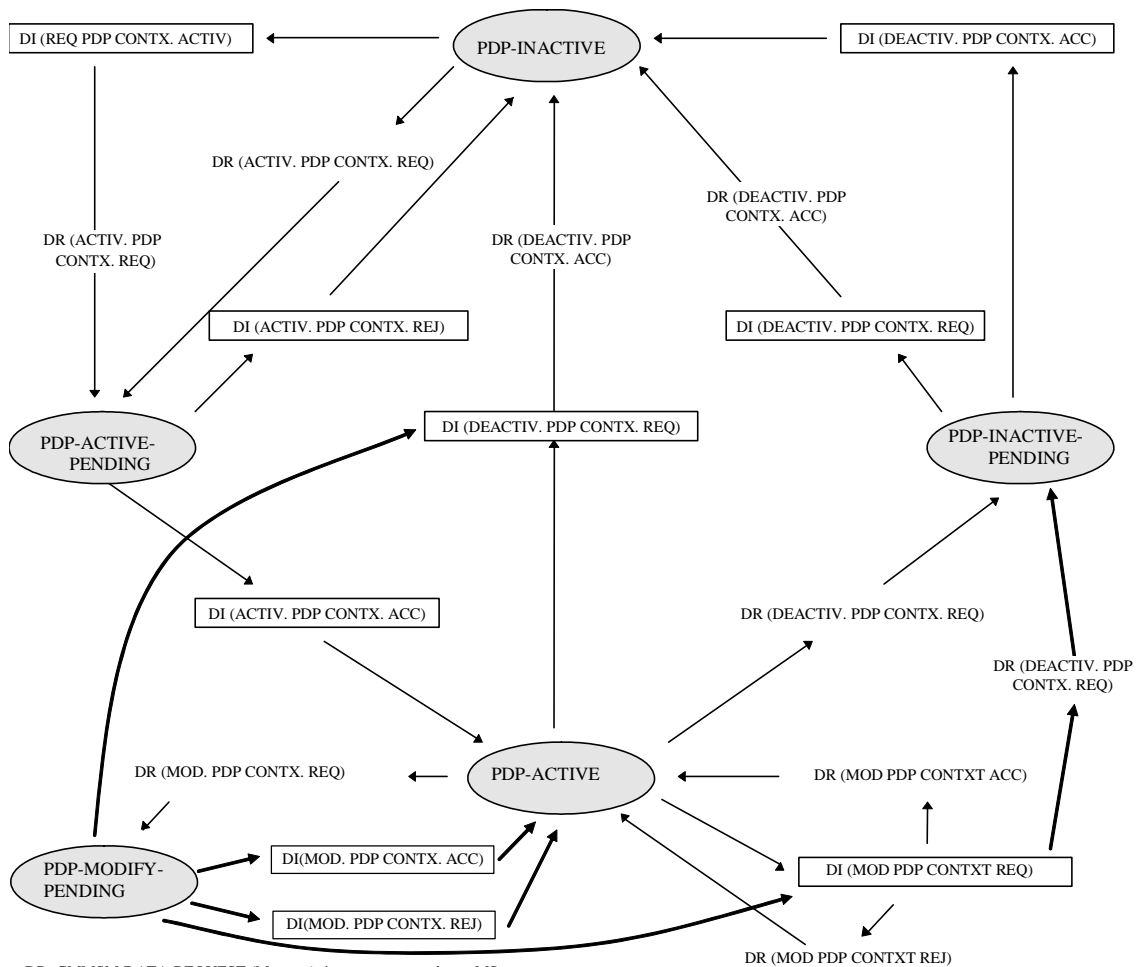 DI (REQ PDP CONTX. ACTIV)
PDP-INACTIVE
DI (DEACTIV. PDP CONTX. ACC)
DR (ACTIV. PDP CONTX. REQ)
DR (DEACTIV. PDP
CONTX. ACC)
DR (ACTIV. PDP
CONTX. REQ)
DR (DEACTIV. PDP
CONTX. ACC)
DI (ACTIV. PDP CONTX. REJ)
DI (DEACTIV. PDP CONTX. REQ)
PDP-ACTIVE-
PENDING
DI (DEACTIV. PDP CONTX. REQ)
PDP-INACTIVE-
PENDING
DI (ACTIV. PDP CONTX. ACC)
DR (DEACTIV. PDP CONTX. REQ)
DR (DEACTIV. PDP
CONTX. REQ)
DR (MOD. PDP CONTX. REQ)
PDP-ACTIVE
DR (MOD PDP CONTXT ACC)
PDP-MODIFY-
PENDING
DI(MOD. PDP CONTX. ACC)
DI (MOD PDP CONTXT REQ)
DI(MOD. PDP CONTX. REJ)
DR (MOD PDP CONTXT REJ)